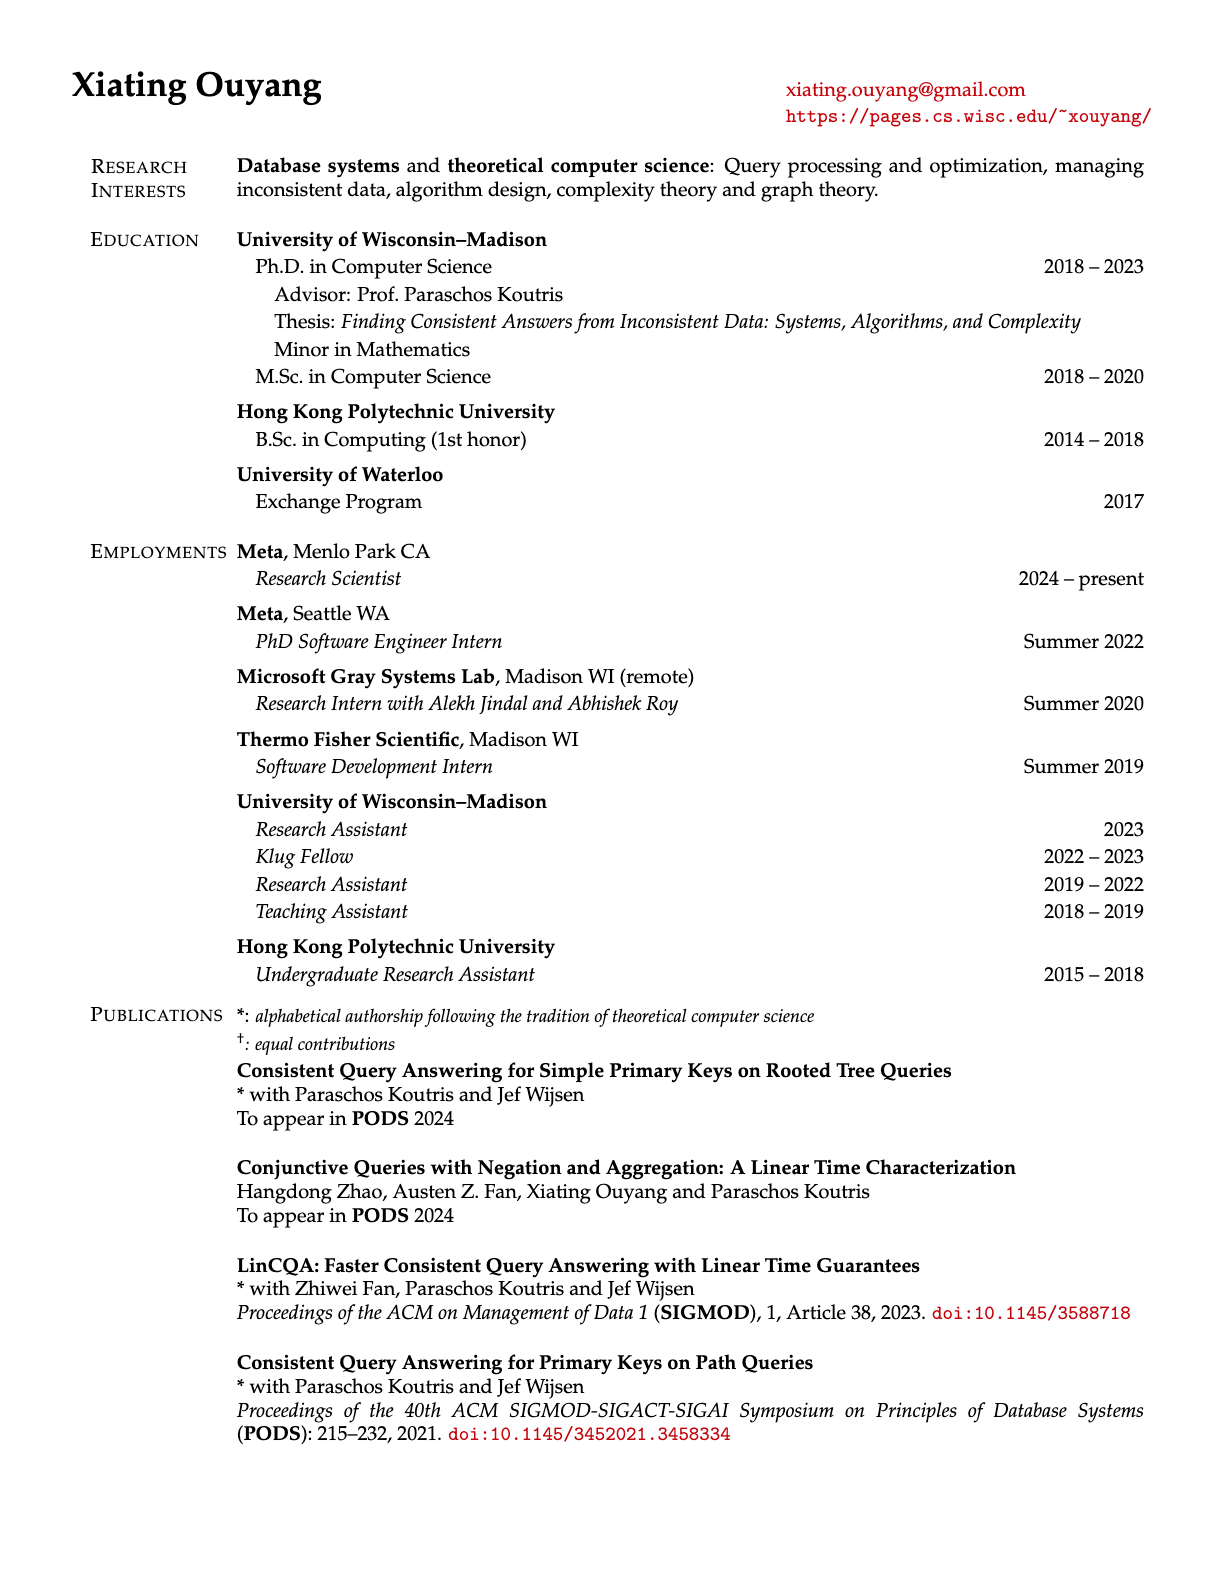 Xiating Ouyang
xiating.ouyang@gmail.com
https://pages.cs.wisc.edu/~xouyang/
RESEARCH INTERESTS
Database systems and theoretical computer science: Query processing and optimization, managing
inconsistent data, algorithm design, complexity theory and graph theory.
EDUCATION
University of Wisconsin–Madison
Ph.D. in Computer Science 2018 – 2023
Advisor: Prof. Paraschos Koutris
Thesis: Finding Consistent Answers from Inconsistent Data: Systems, Algorithms, and Complexity
Minor in Mathematics
M.Sc. in Computer Science 2018 – 2020
Hong Kong Polytechnic University
B.Sc. in Computing (1st honor) 2014 – 2018
University of Waterloo
Exchange Program 2017
EMPLOYMENTS
Meta, Menlo Park CA
Research Scientist 2024 – present
Meta, Seattle WA
PhD Software Engineer Intern Summer 2022
Microsoft Gray Systems Lab, Madison WI (remote)
Research Intern with Alekh Jindal and Abhishek Roy Summer 2020
Thermo Fisher Scientific, Madison WI
Software Development Intern Summer 2019
University of Wisconsin–Madison
Research Assistant 2023
Klug Fellow 2022 – 2023
Research Assistant 2019 – 2022
Teaching Assistant 2018 – 2019
Hong Kong Polytechnic University
Undergraduate Research Assistant 2015 – 2018
PUBLICATIONS
*: alphabetical authorship following the tradition of theoretical computer science
†: equal contributions
Consistent Query Answering for Simple Primary Keys on Rooted Tree Queries
* with Paraschos Koutris and Jef Wijsen
To appear in PODS 2024
Conjunctive Queries with Negation and Aggregation: A Linear Time Characterization
Hangdong Zhao, Austen Z. Fan, Xiating Ouyang and Paraschos Koutris
To appear in PODS 2024
LinCQA: Faster Consistent Query Answering with Linear Time Guarantees
* with Zhiwei Fan, Paraschos Koutris and Jef Wijsen
Proceedings of the ACM on Management of Data 1 (SIGMOD), 1, Article 38, 2023. doi:10.1145/3588718
Consistent Query Answering for Primary Keys on Path Queries
* with Paraschos Koutris and Jef Wijsen
Proceedings of the 40th ACM SIGMOD-SIGACT-SIGAI Symposium on Principles of Database Systems
(PODS): 215–232, 2021. doi:10.1145/3452021.3458334